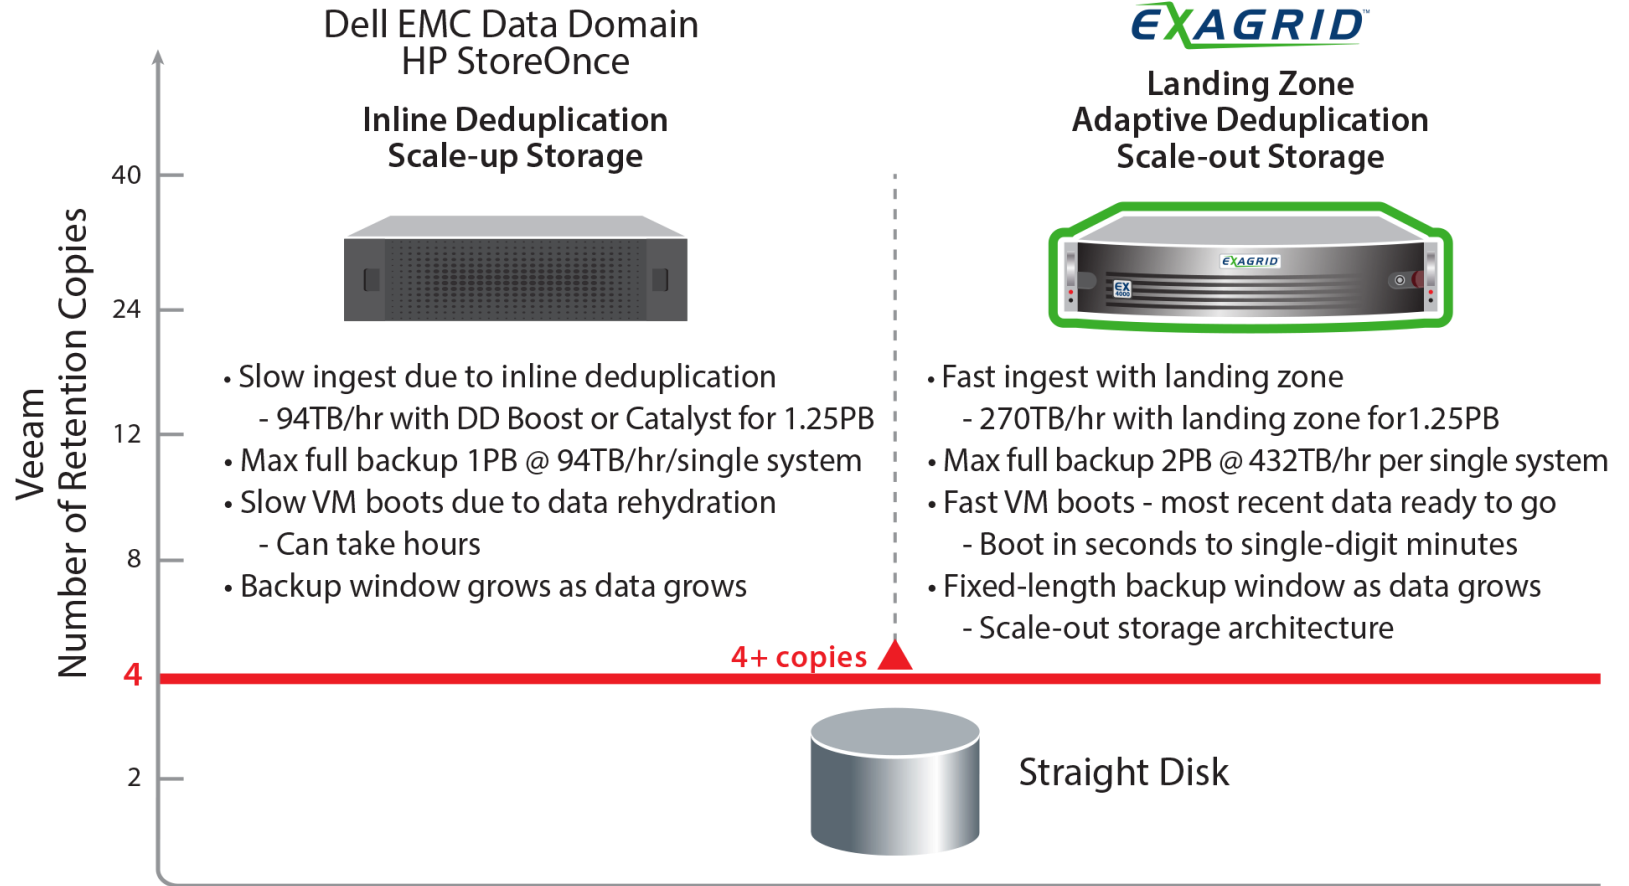 Dell EMC Data Domain
HP StoreOnce
Inline Deduplication
Scale-up Storage
EXAGRID™
Landing Zone
Adaptive Deduplication
Scale-out Storage
Veeam
Number of Retention Copies
40
24
12
8
4
2
• Slow ingest due to inline deduplication
- 94TB/hr with DD Boost or Catalyst for 1.25PB
• Max full backup 1PB @ 94TB/hr/single system
• Slow VM boots due to data rehydration
- Can take hours
• Backup window grows as data grows
EXAGRID
EX
4000
• Fast ingest with landing zone
- 270TB/hr with landing zone for1.25PB
• Max full backup 2PB @ 432TB/hr per single system
• Fast VM boots - most recent data ready to go
- Boot in seconds to single-digit minutes
• Fixed-length backup window as data grows
- Scale-out storage architecture
4+ copies
Straight Disk